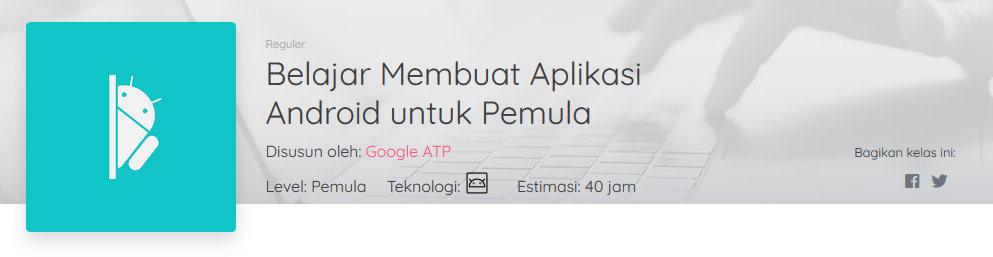 Reguler
Belajar Membuat Aplikasi
Android untuk Pemula
Disusun oleh: Google ATP
Level: Pemula Teknologi: Estimasi: 40 jam
Bagikan kelas ini: